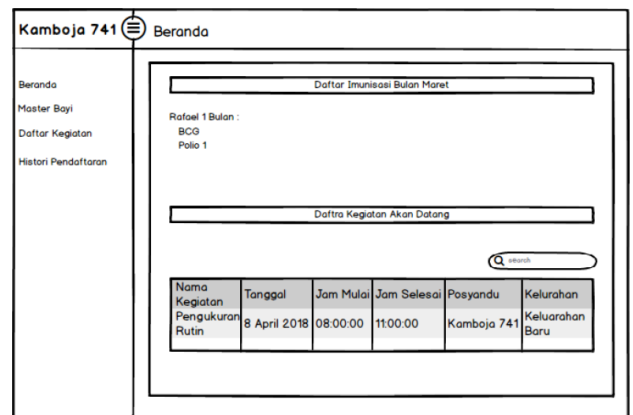 Kamboja 741
Beranda
Beranda
Master Bayi
Daftar Kegiatan
Histori Pendaftaran
Daftar Imunisasi Bulan Maret
Rafael 1 Bulan :
BCG
Polio 1
Daftra Kegiatan Akan Datang
search
Nama Kegiatan Tanggal Jam Mulai Jam Selesai Posyandu Kelurahan
Pengukuran Rutin 8 April 2018 08:00:00 11:00:00 Kamboja 741 Keluarahan Baru